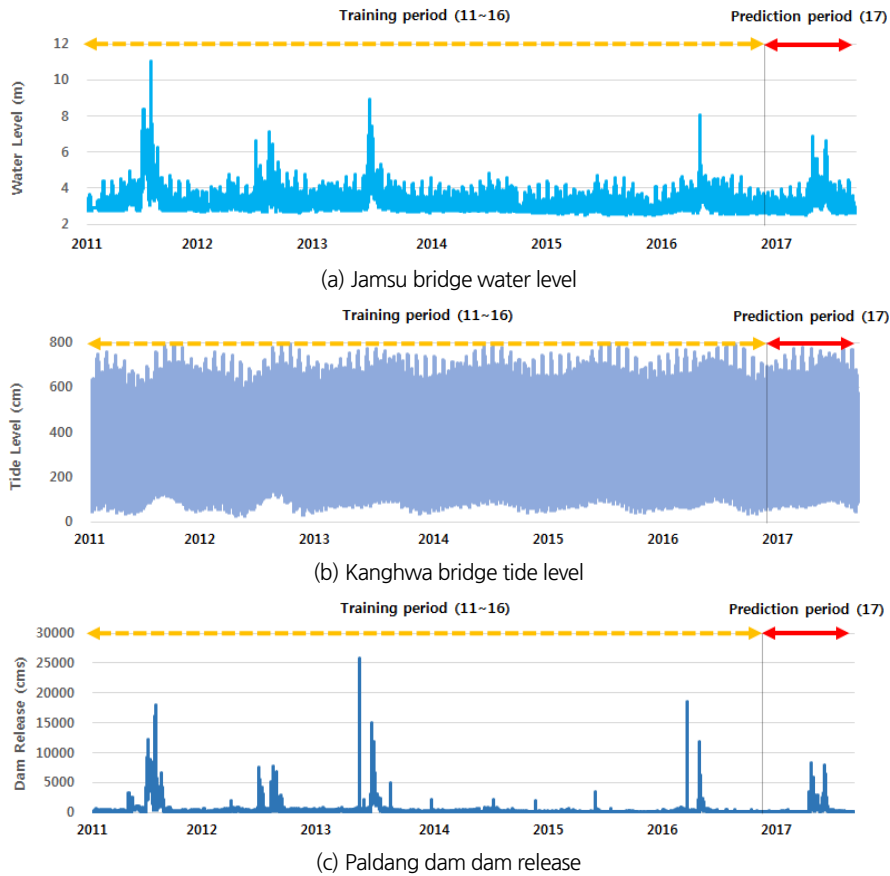 Training period (11~16) Prediction period (17)
12
10
8
6
4
2
Water Level (m)
2011 2012 2013 2014 2015 2016 2017
(a) Jamsu bridge water level
Training period (11~16) Prediction period (17)
800
600
400
200
0
Tide Level (cm)
2011 2012 2013 2014 2015 2016 2017
(b) Kanghwa bridge tide level
Training period (11~16) Prediction period (17)
30000
25000
20000
15000
10000
5000
0
Dam Release (cms)
2011 2012 2013 2014 2015 2016 2017
(c) Paldang dam dam release